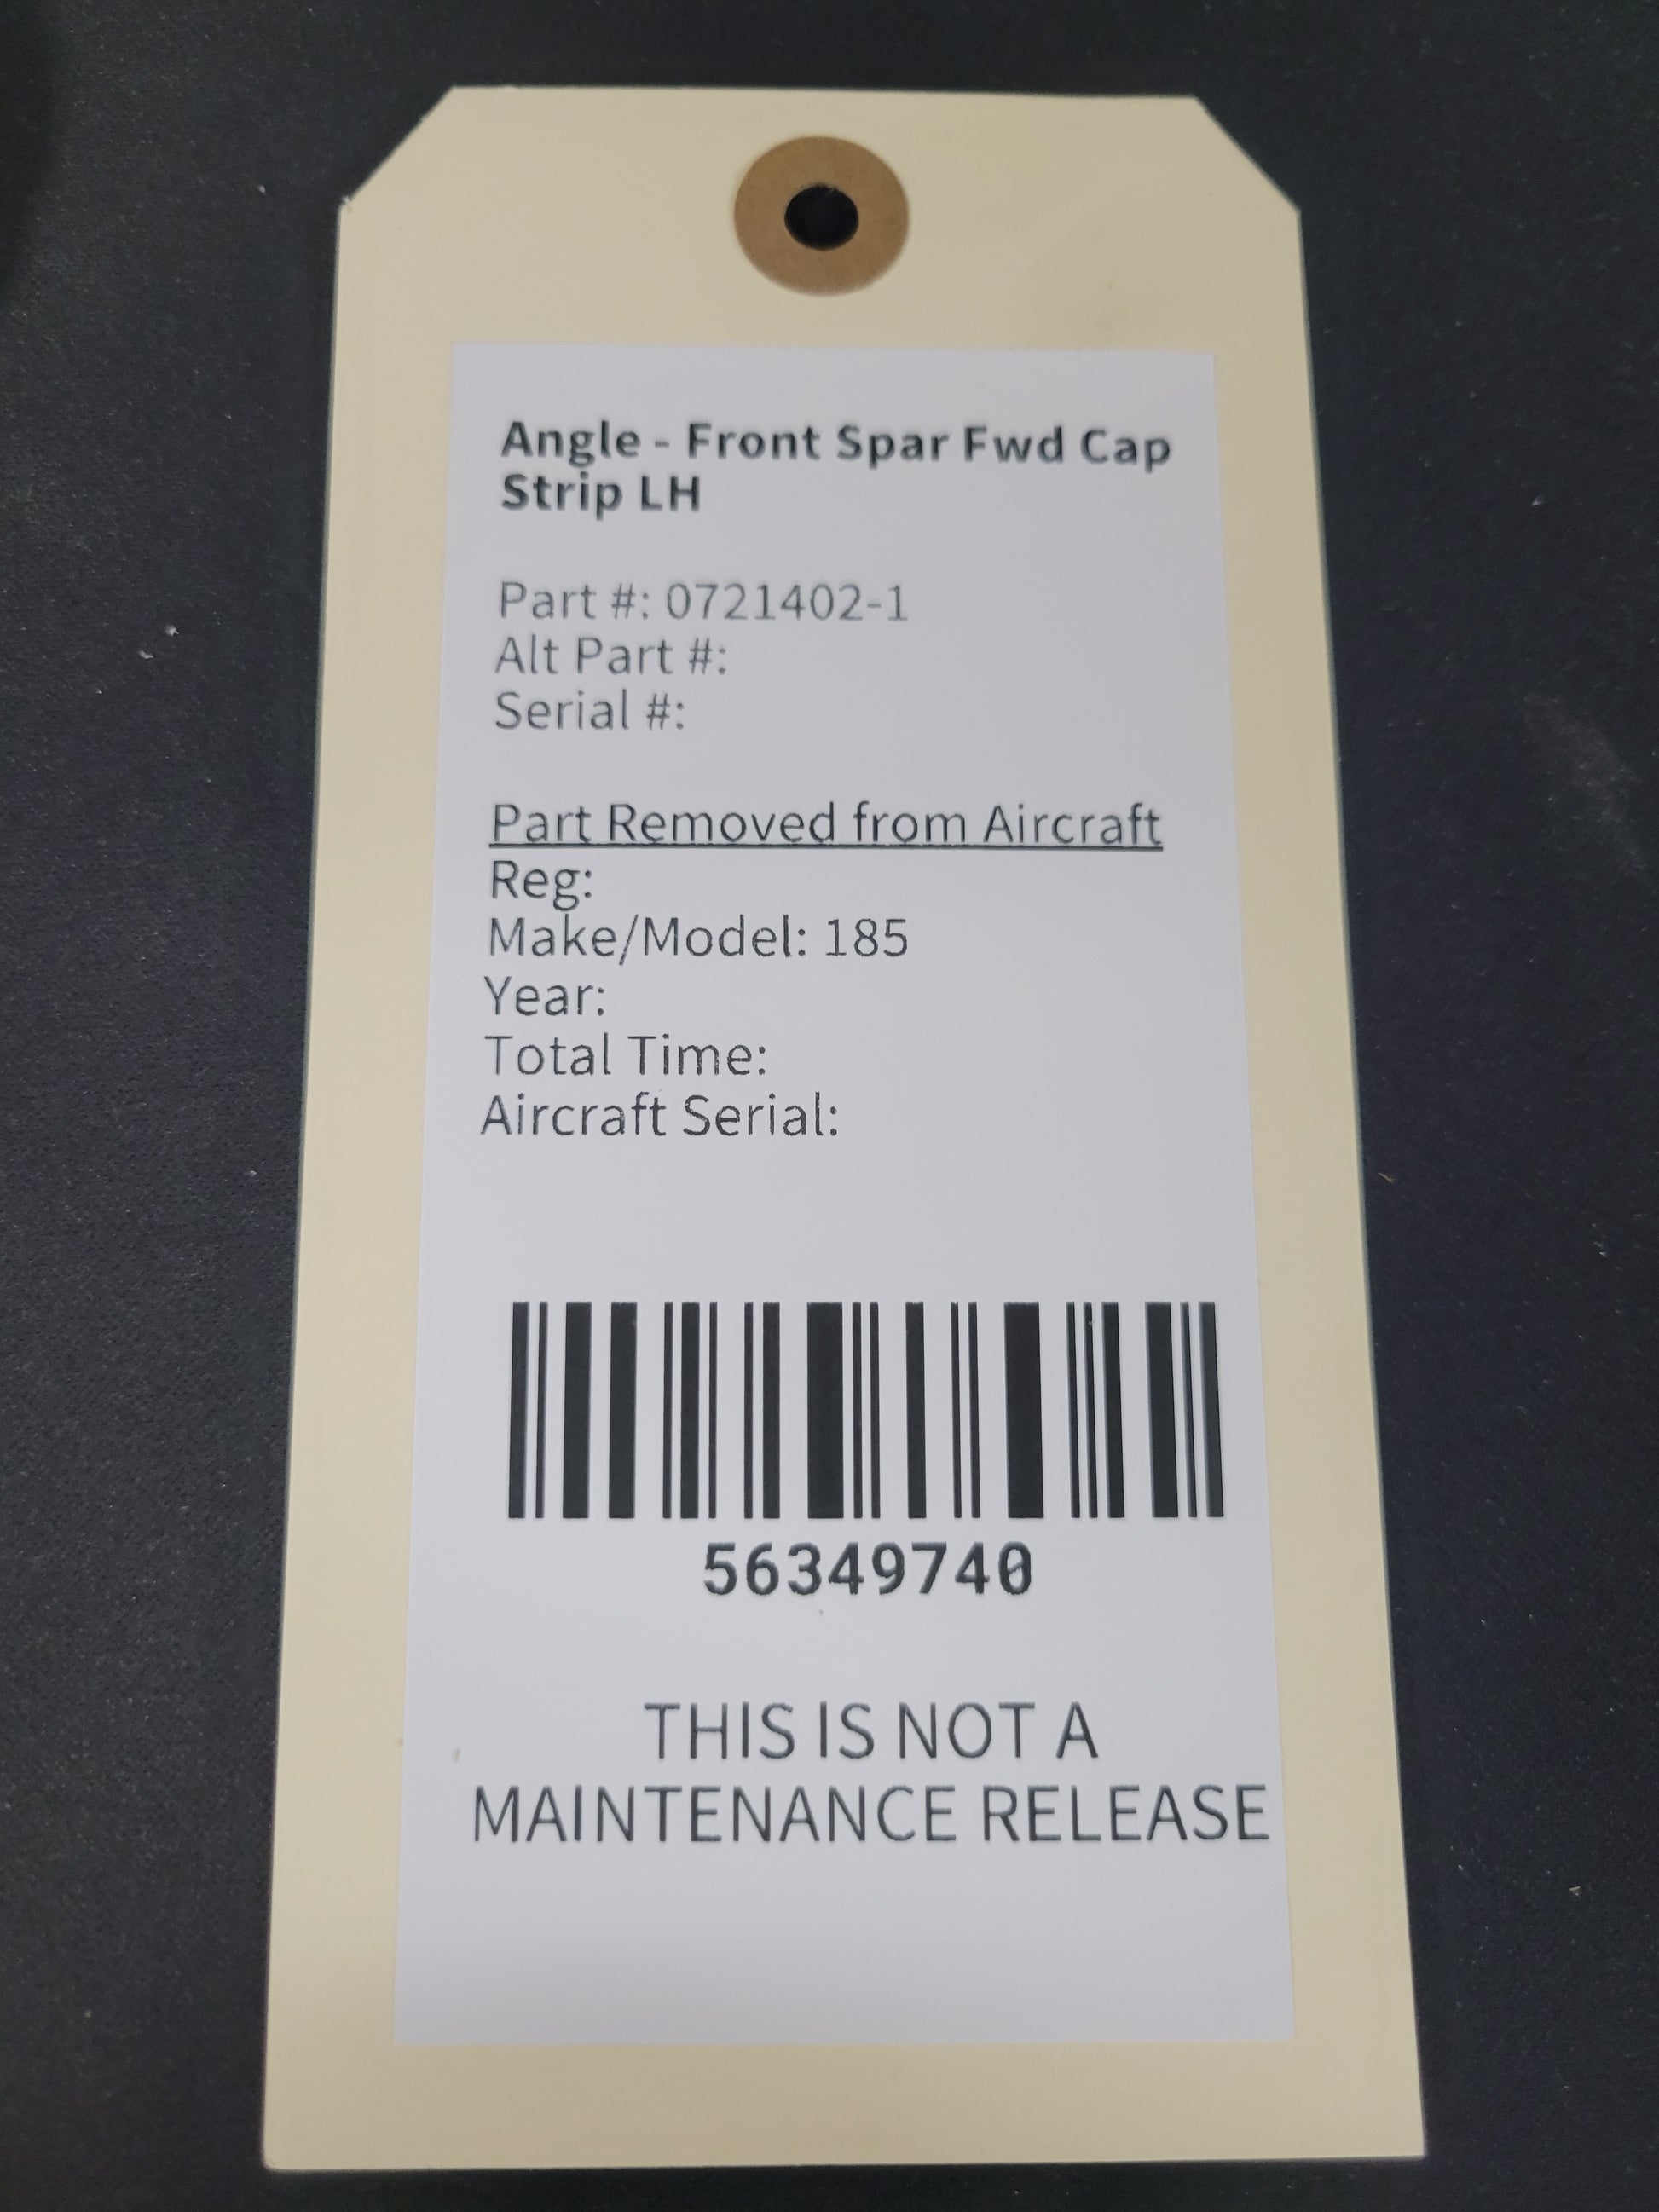 Angle - Front Spar Fwd Cap
Strip LH
Part #: 0721402-1
Alt Part #:
Serial #:
Part Removed from Aircraft
Reg:
Make/Model: 185
Year:
Total Time:
Aircraft Serial:
56349740
THIS IS NOT A
MAINTENANCE RELEASE